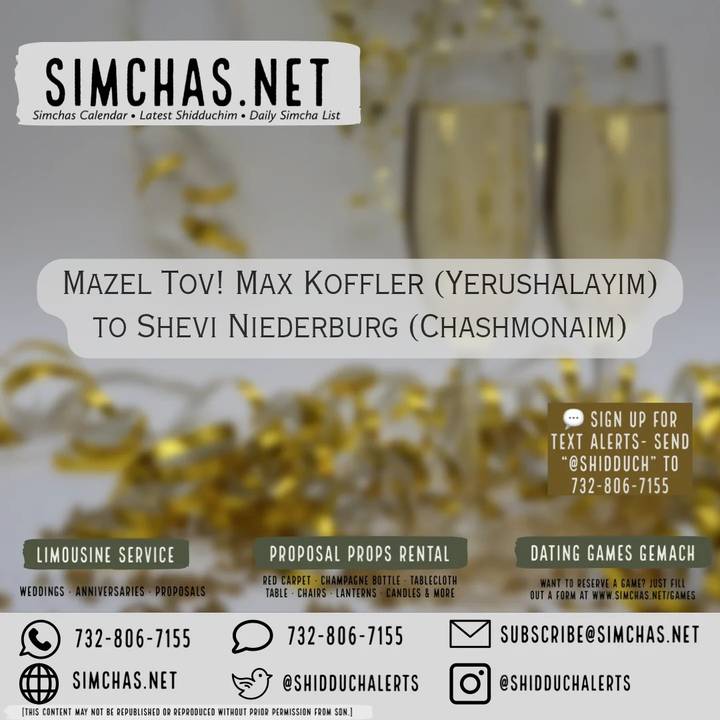 SIMCHAS.NET
Simchas Calendar • Latest Shidduchim • Daily Simcha List
Mazel Tov! Max Koffler (Yerushalayim)
to Shevi Niederburg (Chashmonaim)
SIGN UP FOR
TEXT ALERTS- SEND
“@SHIDDUCH” TO
732-806-7155
LIMOUSINE SERVICE
WEDDINGS · ANNIVERSARIES · PROPOSALS
PROPOSAL PROPS RENTAL
RED CARPET · CHAMPAGNE BOTTLE · TABLECLOTH
TABLE · CHAIRS · LANTERNS · CANDLES & MORE
DATING GAMES GEMACH
WANT TO RESERVE A GAME? JUST FILL
OUT A FORM AT WWW.SIMCHAS.NET/GAMES
732-806-7155
732-806-7155
SUBSCRIBE@SIMCHAS.NET
SIMCHAS.NET
@SHIDDUCHALERTS
@SHIDDUCHALERTS
[THIS CONTENT MAY NOT BE REPUBLISHED OR REPRODUCED WITHOUT PRIOR PERMISSION FROM SDN.]